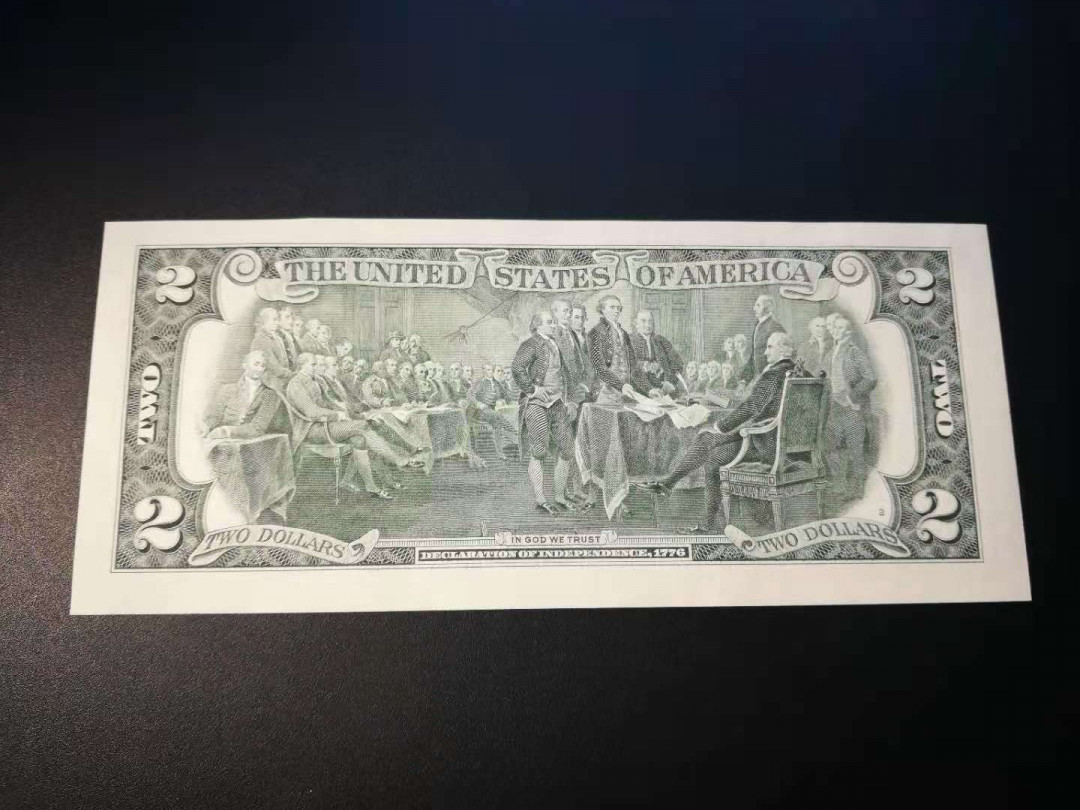 2 THE UNITED STATES OF AMERICA 2
TWO TWO
2 2
TWO DOLLARS IN GOD WE TRUST TWO DOLLARS
DECLARATION OF INDEPENDENCE, 1776